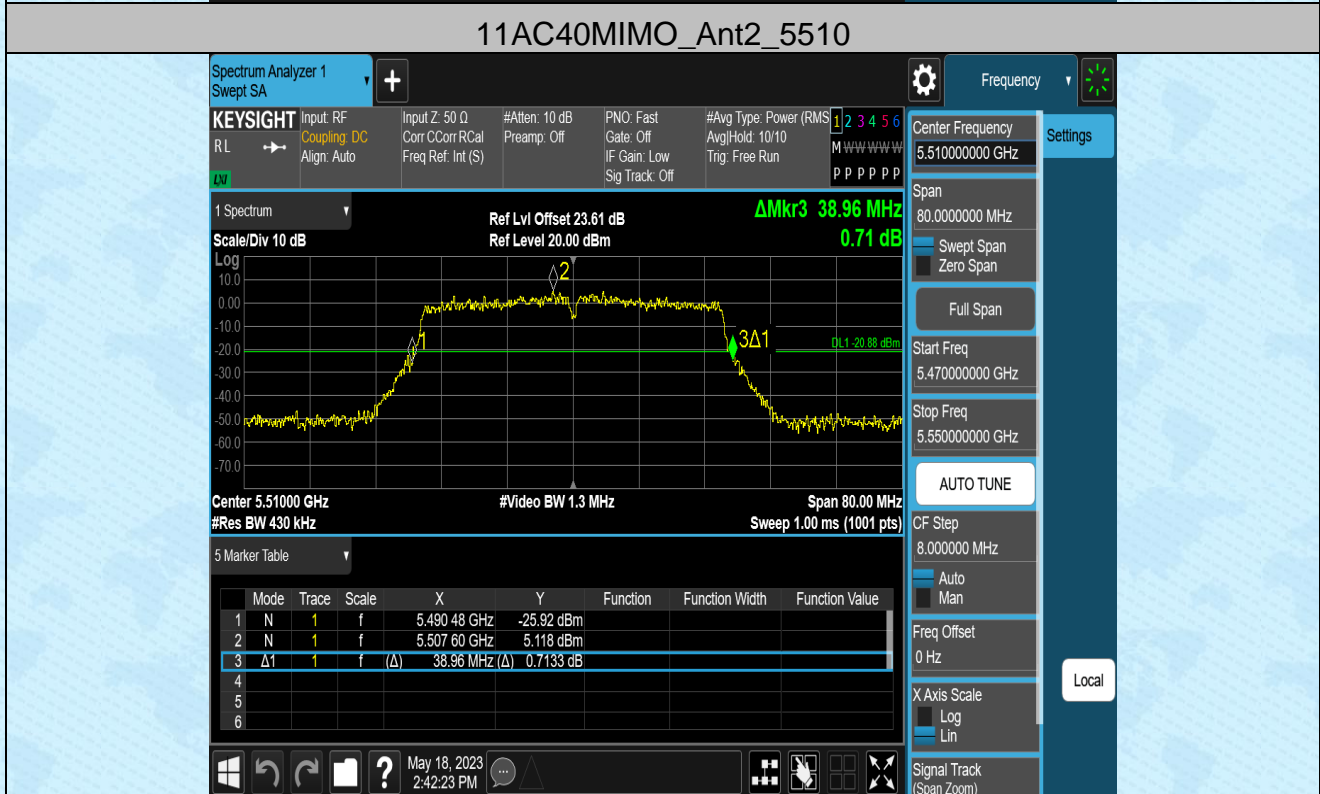 11AC40MIMO_Ant2_5510
Spectrum Analyzer 1
Swept SA
Frequency
KEYSIGHT
RL
LXI
Input: RF
Coupling: DC
Align: Auto
Input Z: 50 Ω
Corr CCorr RCal
Freq Ref: Int (S)
#Atten: 10 dB
Preamp: Off
PNO: Fast
Gate: Off
IF Gain: Low
Sig Track: Off
#Avg Type: Power (RMS
Avg|Hold: 10/10
Trig: Free Run
1 2 3 4 5 6
M W W W W W
P P P P P P
1 Spectrum
Scale/Div 10 dB
Ref Lvl Offset 23.61 dB
Ref Level 20.00 dBm
ΔMkr3 38.96 MHz
0.71 dB
Log
10.0
0.00
-10.0
-20.0
-30.0
-40.0
-50.0
-60.0
-70.0
2
1
3Δ1
DL1 -20.88 dBm
Center 5.51000 GHz
#Video BW 1.3 MHz
Span 80.00 MHz
#Res BW 430 kHz
Sweep 1.00 ms (1001 pts)
5 Marker Table
Mode Trace Scale X Y Function Function Width Function Value
1 N 1 f 5.490 48 GHz -25.92 dBm
2 N 1 f 5.507 60 GHz 5.118 dBm
3 Δ1 1 f (Δ) 38.96 MHz (Δ) 0.7133 dB
4
5
6
?
May 18, 2023
2:42:23 PM
Center Frequency
5.510000000 GHz
Settings
Span
80.0000000 MHz
Swept Span
Zero Span
Full Span
Start Freq
5.470000000 GHz
Stop Freq
5.550000000 GHz
AUTO TUNE
CF Step
8.000000 MHz
Auto
Man
Freq Offset
0 Hz
X Axis Scale
Log
Lin
Local
Signal Track
(Span Zoom)